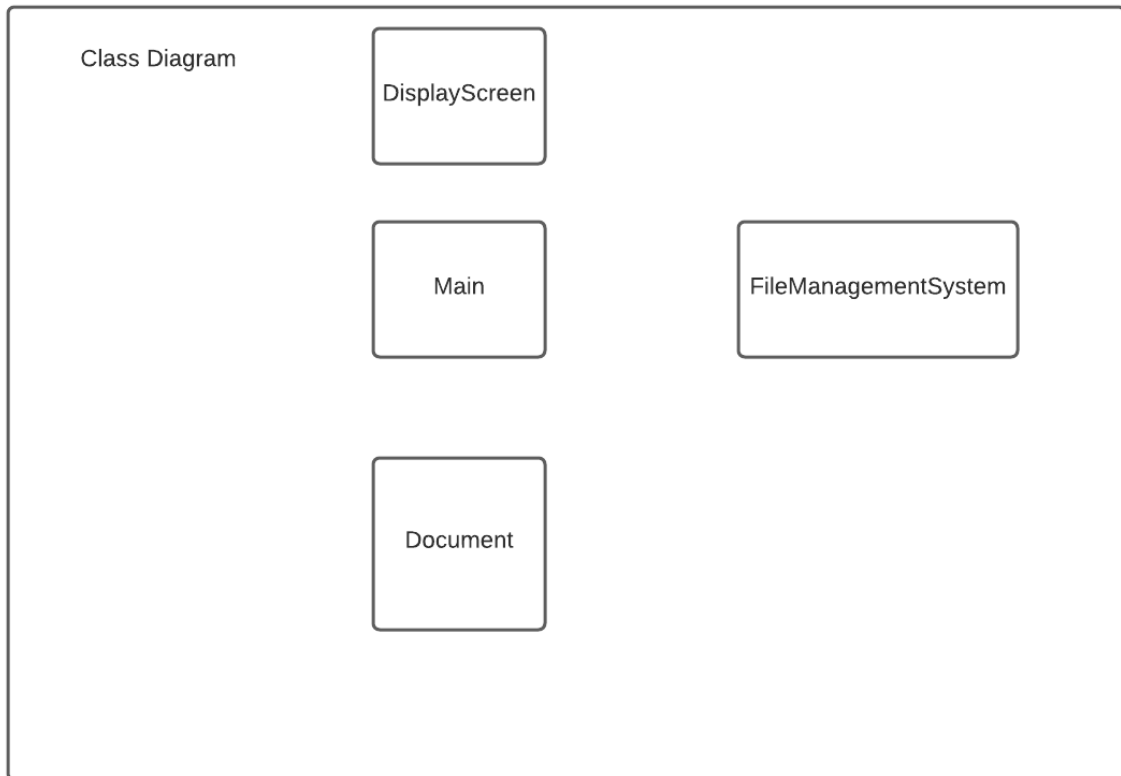 Class Diagram
DisplayScreen
Main
FileManagementSystem
Document